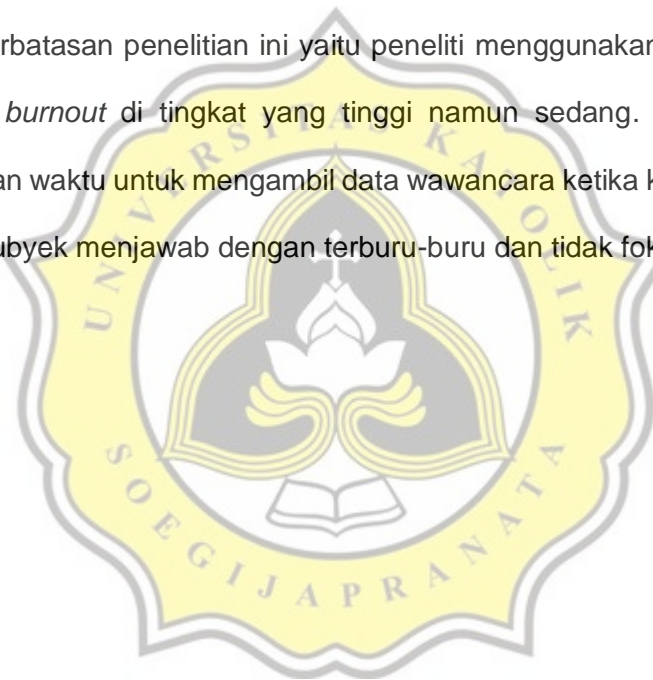 rbatasan penelitian ini yaitu peneliti menggunakan
burnout di tingkat yang tinggi namun sedang.
an waktu untuk mengambil data wawancara ketika k
ubyek menjawab dengan terburu-buru dan tidak fok
UNIVERSITAS KATOLIK
SOEGIJAPRANATA